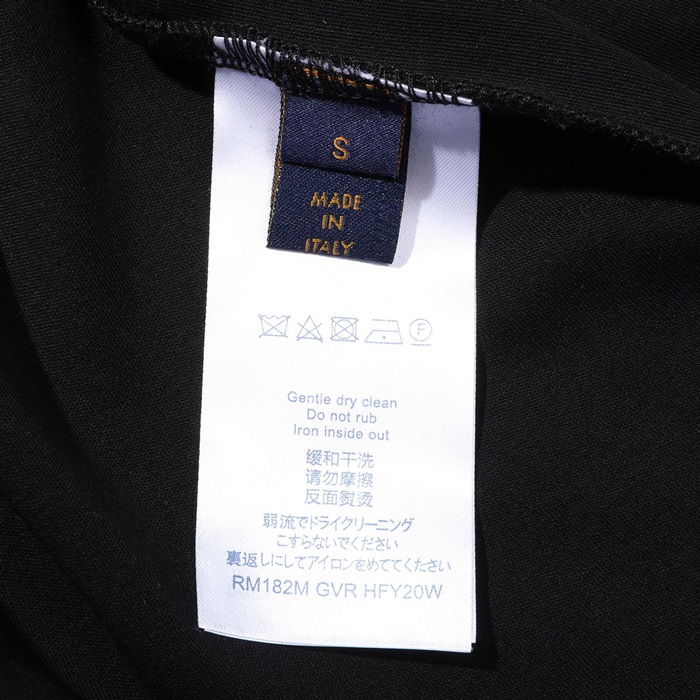 S
MADE
IN
ITALY
F
Gentle dry clean
Do not rub
Iron inside out
缓和干洗
请勿摩擦
反面熨烫
弱流でドライクリーニング
こすらないでください
裏返しにしてアイロンをめててください
RM182M GVR HFY20W